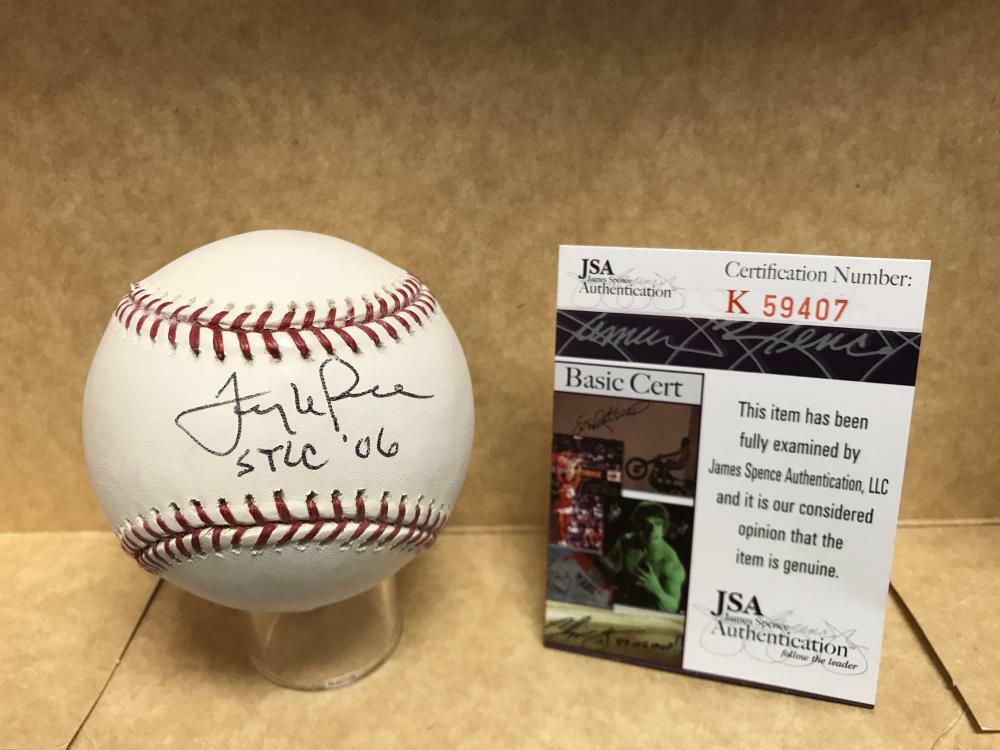 STLC '06
JSA
James Spence
Authentication
Certification Number:
K 59407
Basic Cert
This item has been
fully examined by
James Spence Authentication, LLC
and it is our considered
opinion that the
item is genuine.
JSA
James Spence
Authentication
follow the leader